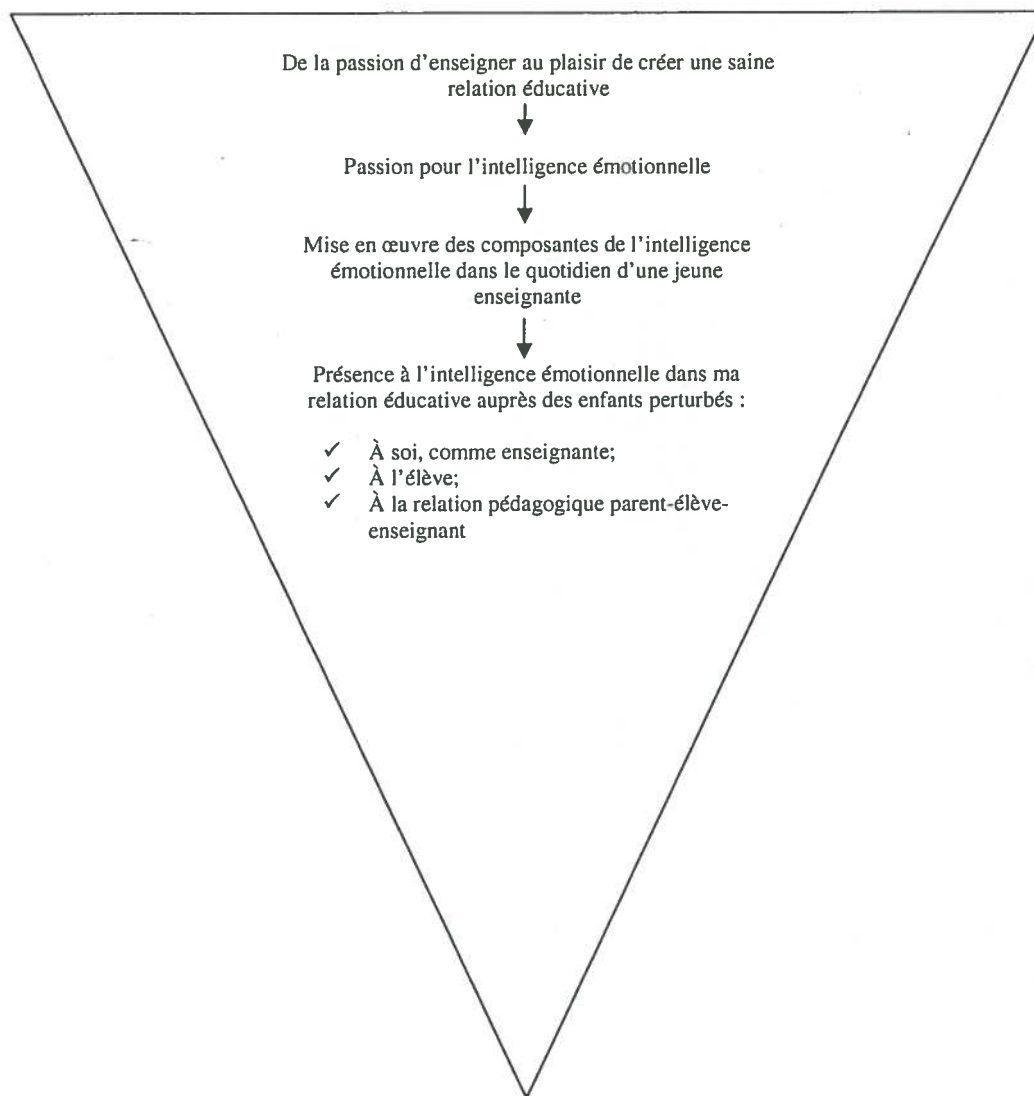 De la passion d'enseigner au plaisir de créer une saine
relation éducative
Passion pour l'intelligence émotionnelle
Mise en œuvre des composantes de l'intelligence
émotionnelle dans le quotidien d'une jeune
enseignante
Présence à l'intelligence émotionnelle dans ma
relation éducative auprès des enfants perturbés :
✓ À soi, comme enseignante;
✓ À l'élève;
✓ À la relation pédagogique parent-élève-
enseignant